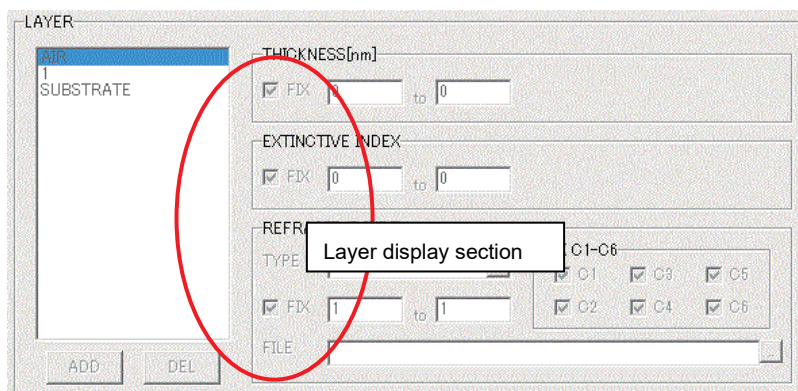 LAYER
AIR
1
SUBSTRATE
ADD DEL
THICKNESS[nm]
FIX 0 to 0
EXTINCTIVE INDEX
FIX 0 to 0
Layer display section
TYPE
C1-C6
C1 C3 C5
C2 C4 C6
FIX 1 to 1
FILE